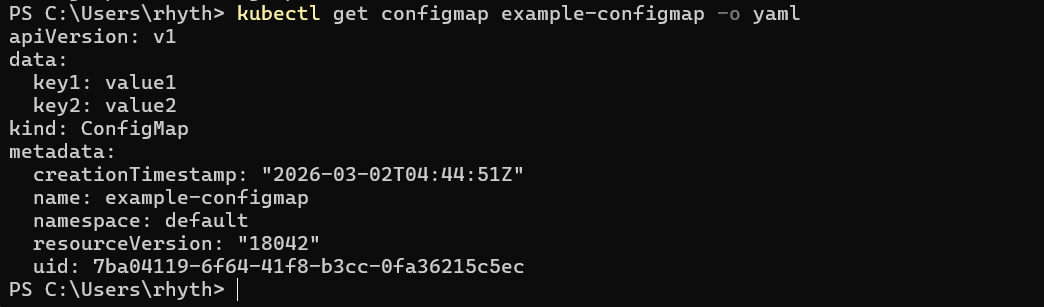 PS C:\Users\rhyth> kubectl get configmap example-configmap -o yaml
apiVersion: v1
data:
  key1: value1
  key2: value2
kind: ConfigMap
metadata:
  creationTimestamp: "2026-03-02T04:44:51Z"
  name: example-configmap
  namespace: default
  resourceVersion: "18042"
  uid: 7ba04119-6f64-41f8-b3cc-0fa36215c5ec
PS C:\Users\rhyth>